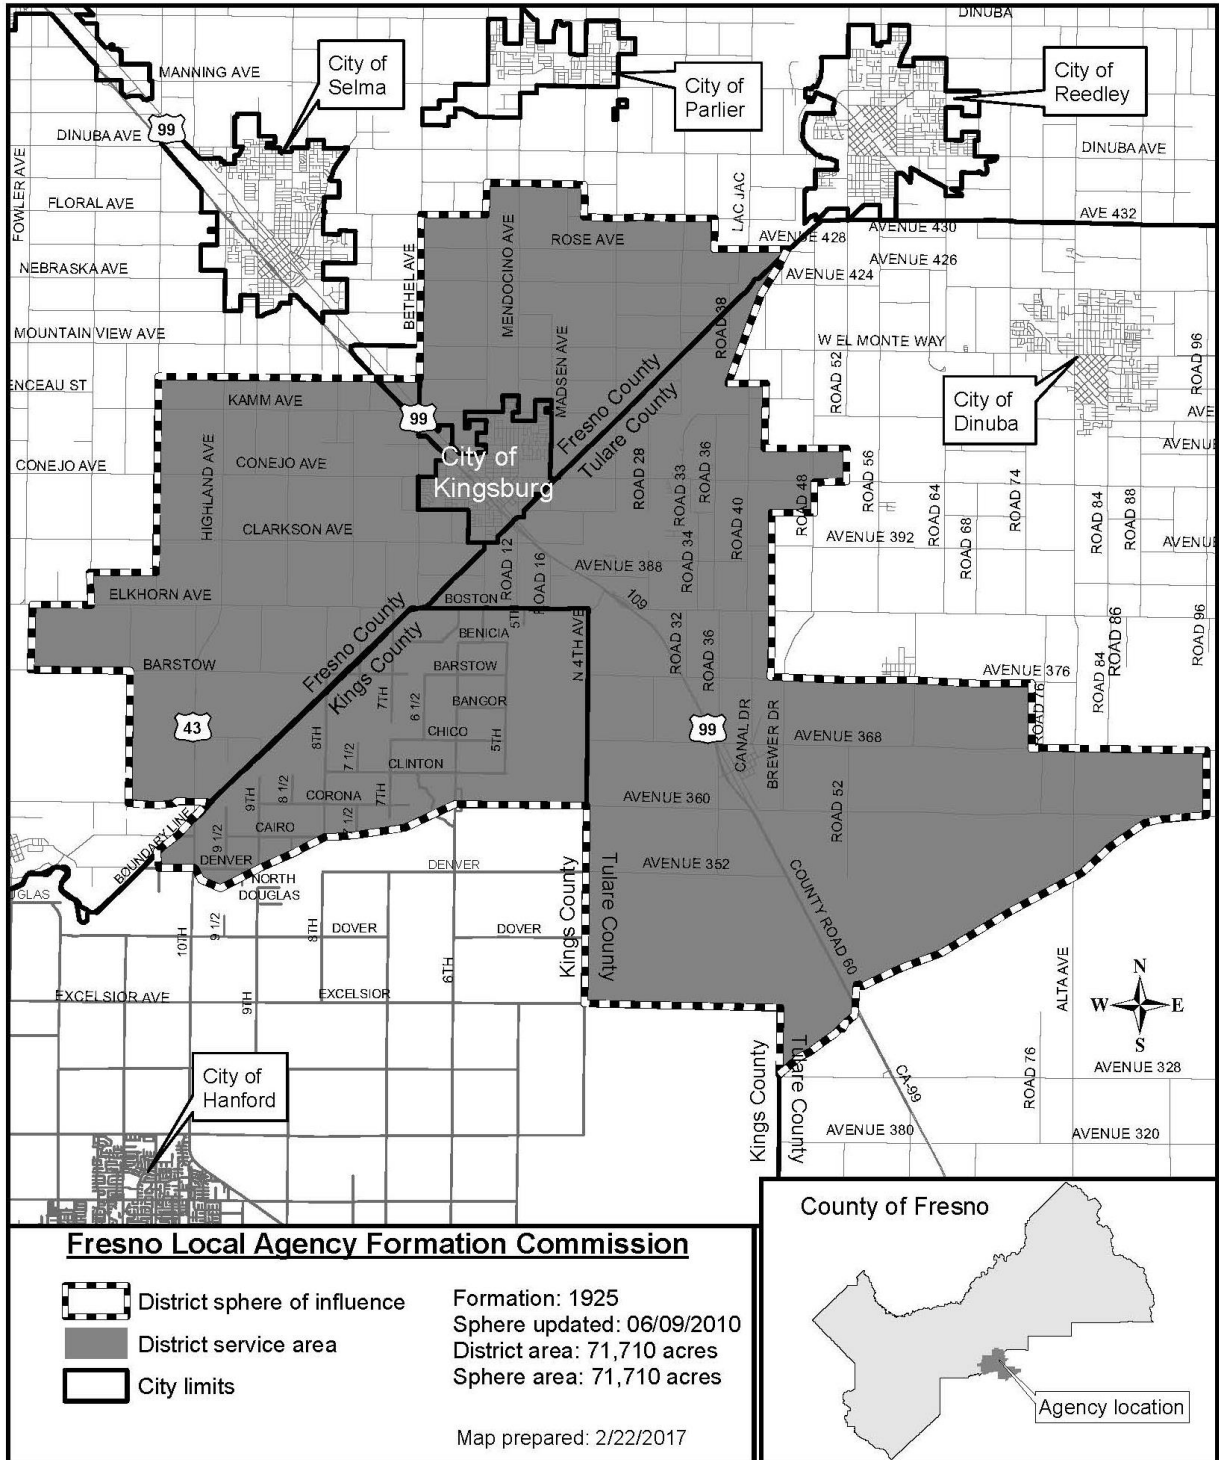 DINUBA
MANNING AVE
City of
Selma
City of
Parlier
City of
Reedley
99
DINUBA AVE
DINUBA AVE
FOWLER AVE
FLORAL AVE
LAC JAC
AVE 432
BETHEL AVE
MENDOCINO AVE
ROSE AVE
AVENUE 428
AVENUE 430
NEBRASKA AVE
AVENUE 426
AVENUE 424
MOUNTAIN VIEW AVE
ROAD 38
W EL MONTE WAY
MADSEN AVE
ROAD 52
ROAD 96
ENCEAU ST
KAMM AVE
99
Fresno County
Tulare County
City of
Dinuba
AVE
AVENU
HIGHLAND AVE
CONEJO AVE
CONEJO AVE
City of
Kingsburg
ROAD 28
ROAD 33
ROAD 36
ROAD 48
ROAD 56
ROAD 64
ROAD 74
ROAD 84
ROAD 88
CLARKSON AVE
ROAD 40
ROAD 68
AVENUE 392
AVENU
ROAD 12
ROAD 16
ROAD 34
AVENUE 388
ELKHORN AVE
BOSTON
109
5TH
N 4TH AVE
Fresno County
Kings County
BENICIA
ROAD 32
ROAD 36
ROAD 86
ROAD 96
BARSTOW
BARSTOW
AVENUE 376
ROAD 84
43
7TH
6 1/2
BANGOR
99
CANAL DR
BREWER DR
ROAD 76
8TH
7 1/2
CHICO
5TH
AVENUE 368
CLINTON
9TH
8 1/2
CORONA
7TH
AVENUE 360
ROAD 52
BOUNDARY LINE
9 1/2
CAIRO
7 1/2
DENVER
DENVER
AVENUE 352
NORTH
DOUGLAS
UGLAS
Kings County
Tulare County
COUNTY ROAD 60
10TH
9 1/2
8TH
DOVER
DOVER
6TH
ALTA AVE
EXCELSIOR AVE
9TH
EXCELSIOR
N
W
E
S
City of
Hanford
Kings County
Tulare County
CA-99
ROAD 76
AVENUE 328
AVENUE 380
AVENUE 320
Fresno Local Agency Formation Commission
District sphere of influence
District service area
City limits
Formation: 1925
Sphere updated: 06/09/2010
District area: 71,710 acres
Sphere area: 71,710 acres
Map prepared: 2/22/2017
County of Fresno
Agency location